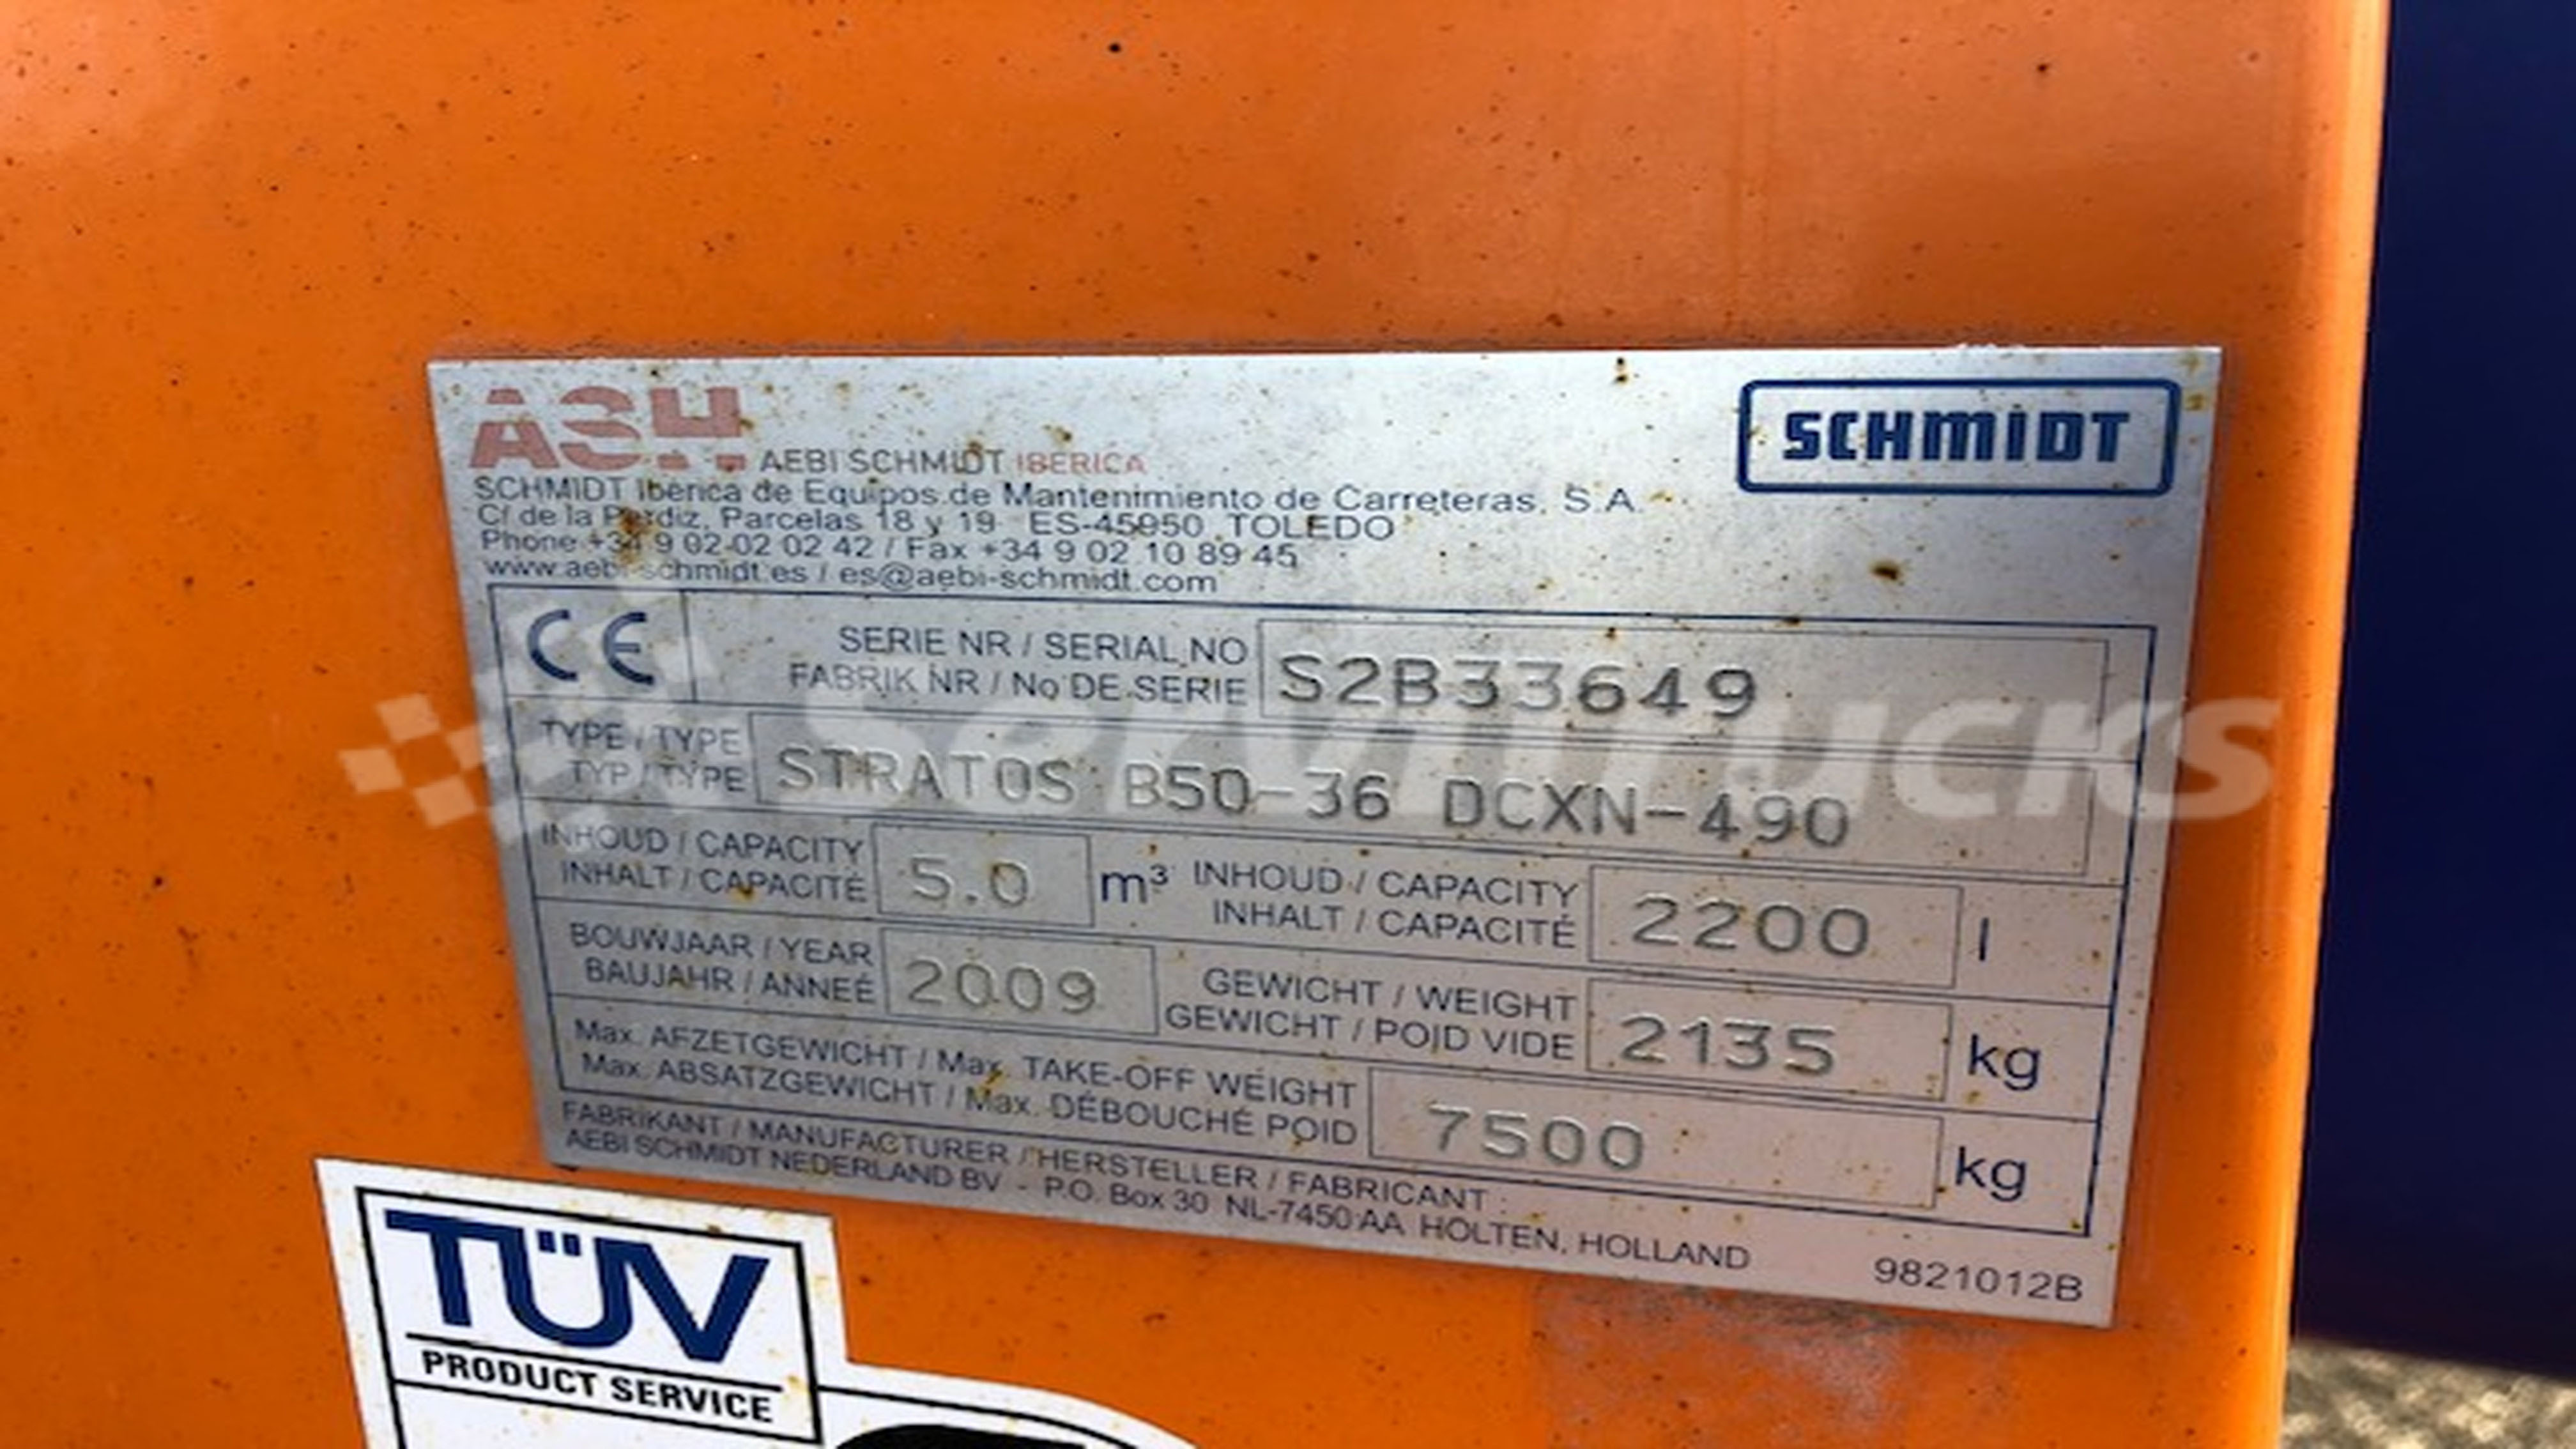 ASH AEBI SCHMIDT IBERICA
SCHMIDT
SCHMIDT Iberica de Equipos de Mantenimiento de Carreteras, S.A.
C/ de la Perdiz, Parcelas 18 y 19 ES-45950 TOLEDO
Phone +34 9 02 02 02 42 / Fax +34 9 02 10 89 45
www.aebi-schmidt.es / es@aebi-schmidt.com
CE
SERIE NR / SERIAL NO
FABRIK NR / No DE SERIE
S2B33649
TYPE / TYPE
TYP / TYPE
STRATOS B50-36 DCXN-490
INHOUD / CAPACITY
INHALT / CAPACITÉ
5.0 m³
INHOUD / CAPACITY
INHALT / CAPACITÉ
2200 l
BOUWJAAR / YEAR
BAUJAHR / ANNEÉ
2009
GEWICHT / WEIGHT
GEWICHT / POID VIDE
2135 kg
Max. AFZETGEWICHT / Max. TAKE-OFF WEIGHT
Max. ABSATZGEWICHT / Max. DÉBOUCHÉ POID
7500 kg
FABRIKANT / MANUFACTURER / HERSTELLER / FABRICANT :
AEBI SCHMIDT NEDERLAND BV - P.O. Box 30 NL-7450 AA HOLTEN, HOLLAND
9821012B
TÜV
PRODUCT SERVICE
Servitrucks